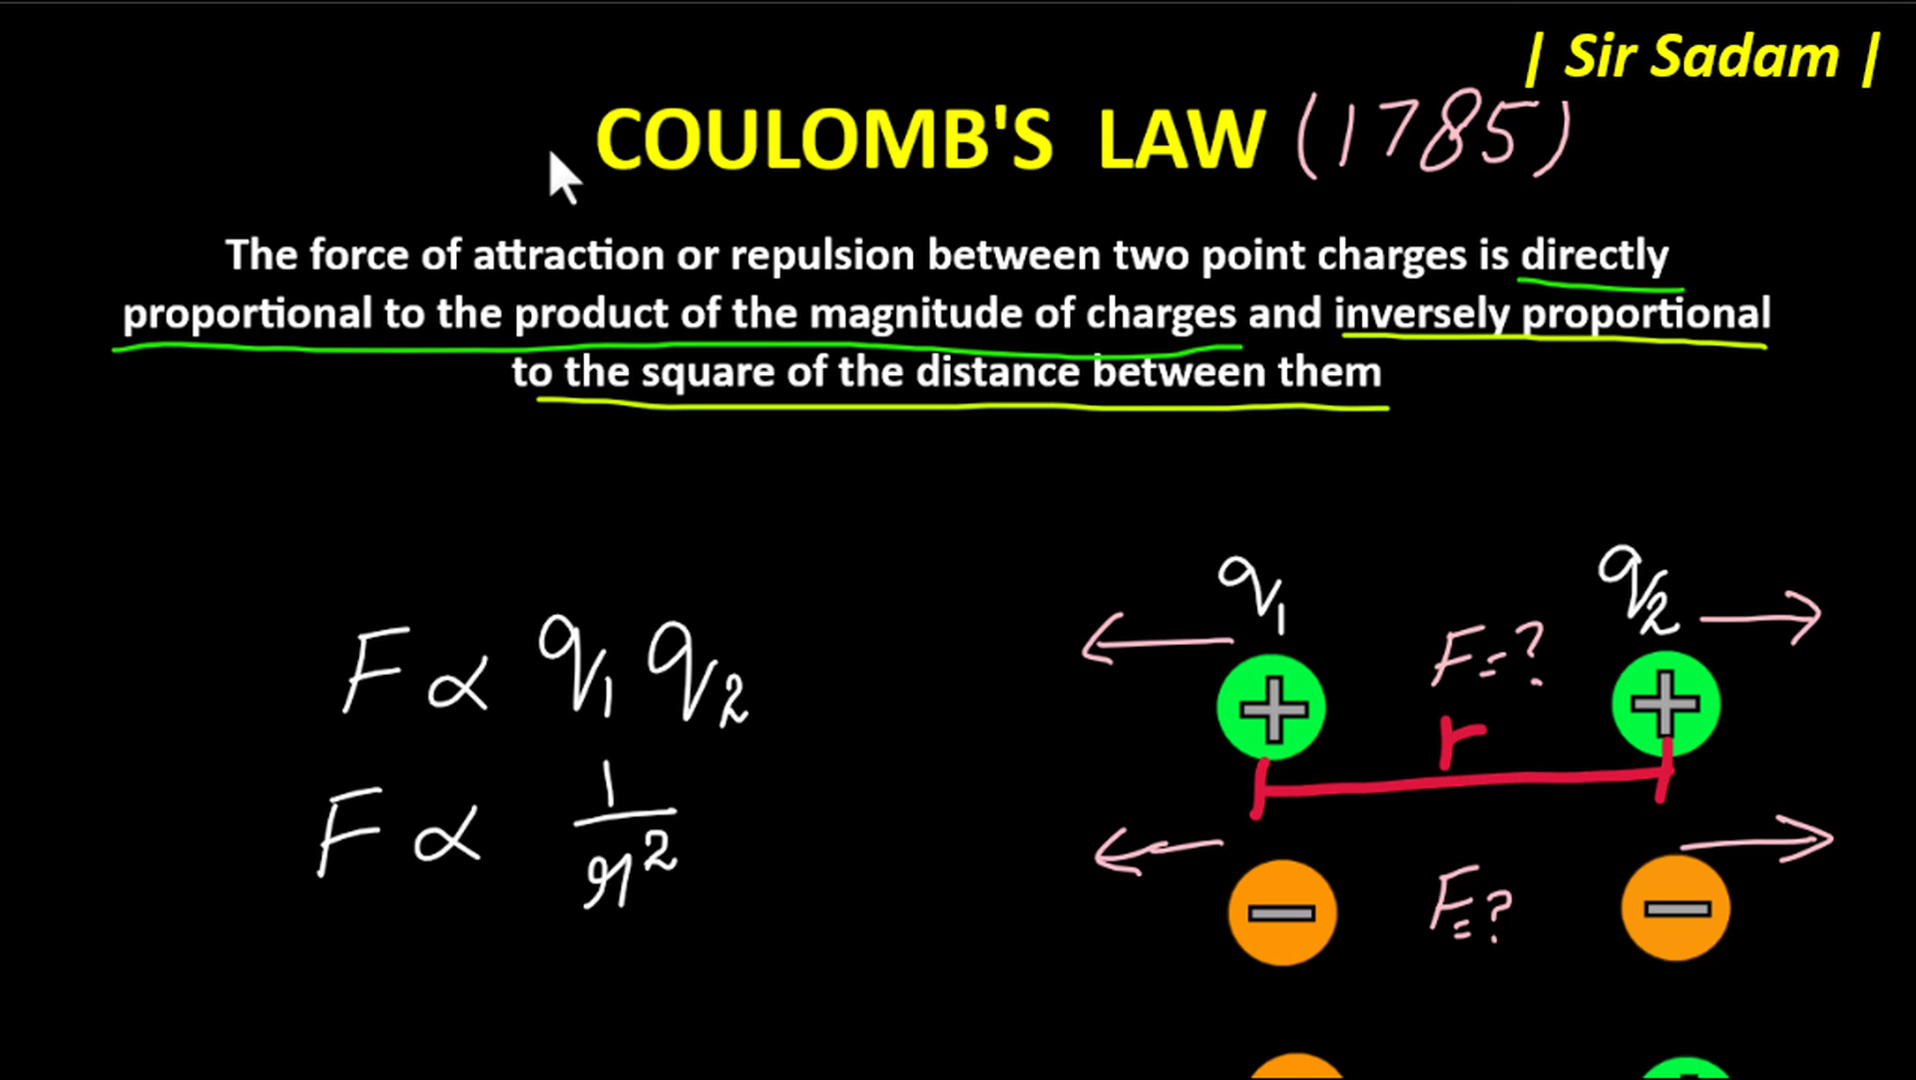 | Sir Sadam |
COULOMB'S LAW (1785)
The force of attraction or repulsion between two point charges is directly
proportional to the product of the magnitude of charges and inversely proportional
to the square of the distance between them
q₁ q₂
F ∝ q₁ q₂
F=?
+ +
r
F ∝ 1/r²
F=?
− −